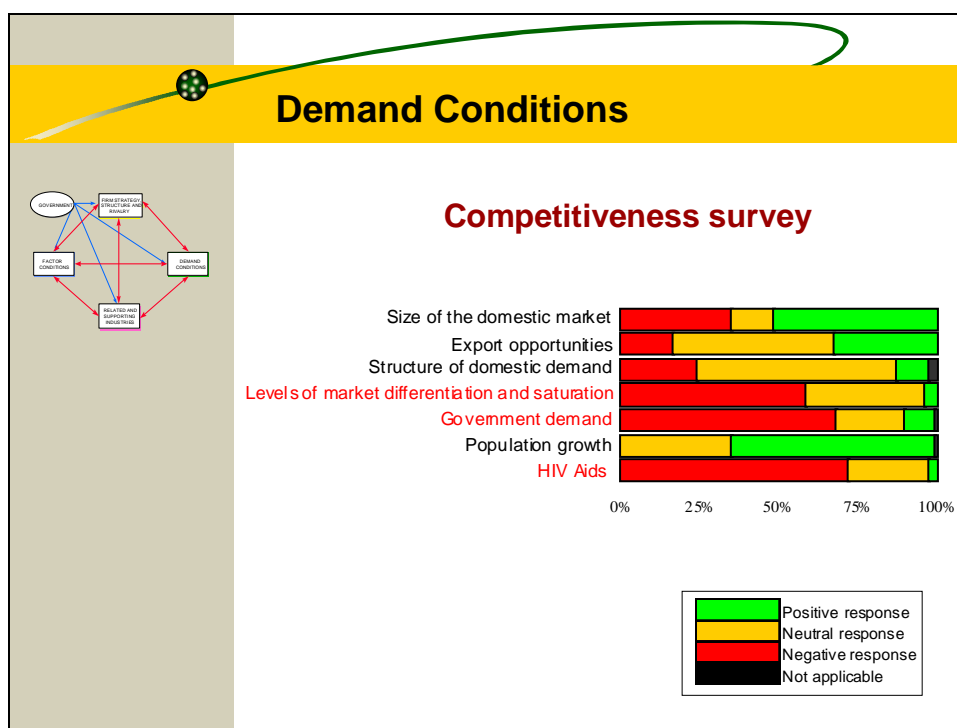 Demand Conditions
GOVERNMENT
FIRM STRATEGY,
STRUCTURE AND
RIVALRY
FACTOR
CONDITIONS
DEMAND
CONDITIONS
RELATED AND
SUPPORTING
INDUSTRIES
Competitiveness survey
Size of the domestic market
Export opportunities
Structure of domestic demand
Levels of market differentiation and saturation
Government demand
Population growth
HIV Aids
0% 25% 50% 75% 100%
Positive response
Neutral response
Negative response
Not applicable